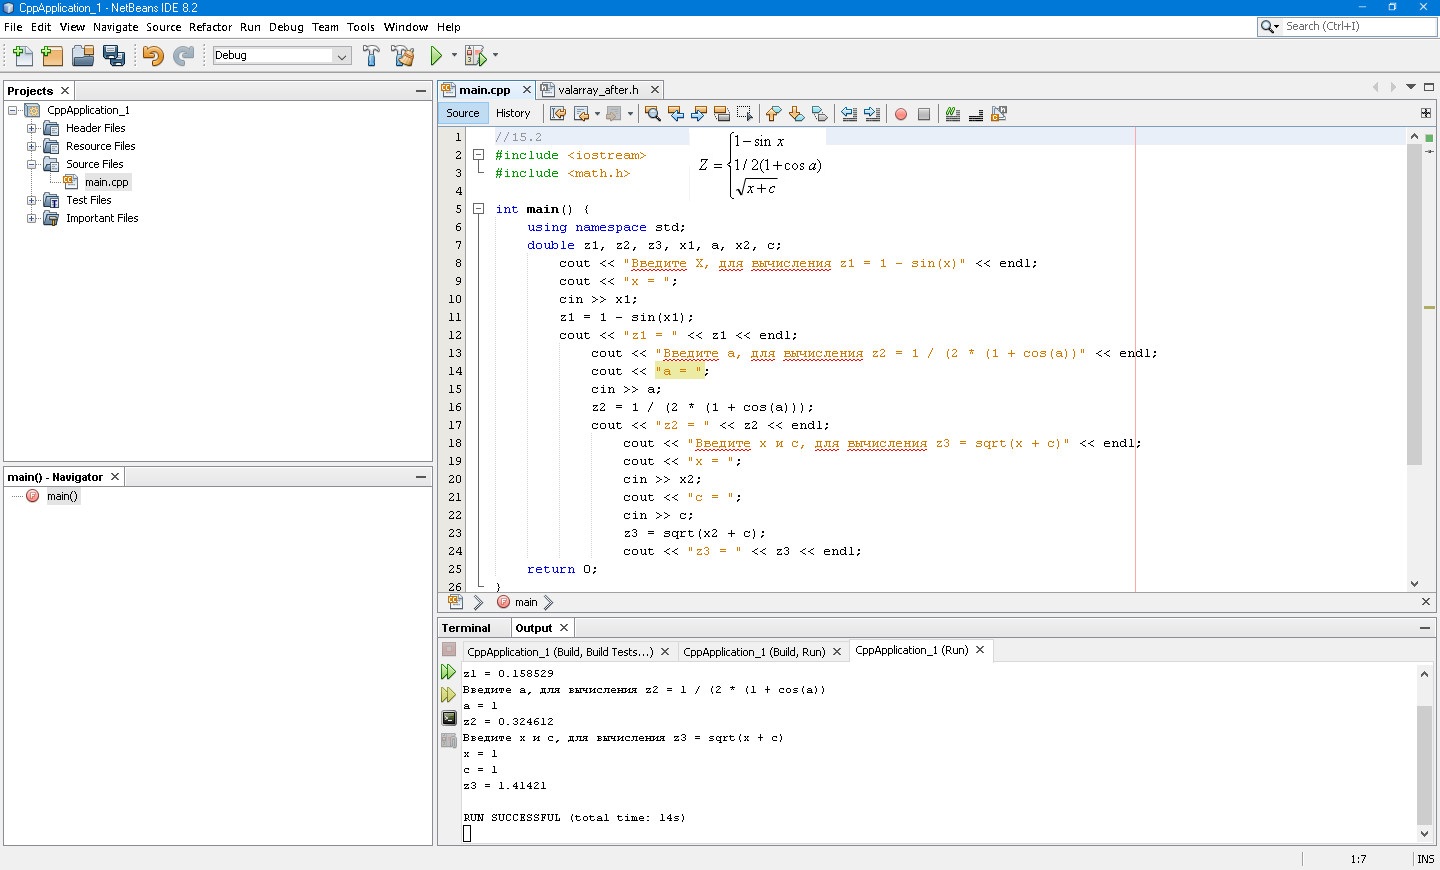 CppApplication_1 - NetBeans IDE 8.2
File Edit View Navigate Source Refactor Run Debug Team Tools Window Help
Search (Ctrl+I)
Debug
Projects
CppApplication_1
Header Files
Resource Files
Source Files
main.cpp
Test Files
Important Files
main() - Navigator
main()
main.cpp valarray_after.h
Source History
1 //15.2
2 #include <iostream>
3 #include <math.h>
4
5 int main() {
6 using namespace std;
7 double z1, z2, z3, x1, a, x2, c;
8 cout << "Введите X, для вычисления z1 = 1 - sin(x)" << endl;
9 cout << "x = ";
10 cin >> x1;
11 z1 = 1 - sin(x1);
12 cout << "z1 = " << z1 << endl;
13 cout << "Введите a, для вычисления z2 = 1 / (2 * (1 + cos(a))" << endl;
14 cout << "a = ";
15 cin >> a;
16 z2 = 1 / (2 * (1 + cos(a)));
17 cout << "z2 = " << z2 << endl;
18 cout << "Введите x и c, для вычисления z3 = sqrt(x + c)" << endl;
19 cout << "x = ";
20 cin >> x2;
21 cout << "c = ";
22 cin >> c;
23 z3 = sqrt(x2 + c);
24 cout << "z3 = " << z3 << endl;
25 return 0;
26 }
1−sin x
Z = { 1/2(1+cos a)
√x+c
main
Terminal Output
CppApplication_1 (Build, Build Tests...) CppApplication_1 (Build, Run) CppApplication_1 (Run)
z1 = 0.158529
Введите a, для вычисления z2 = 1 / (2 * (1 + cos(a))
a = 1
z2 = 0.324612
Введите x и c, для вычисления z3 = sqrt(x + c)
x = 1
c = 1
z3 = 1.41421
RUN SUCCESSFUL (total time: 14s)
1:7 INS